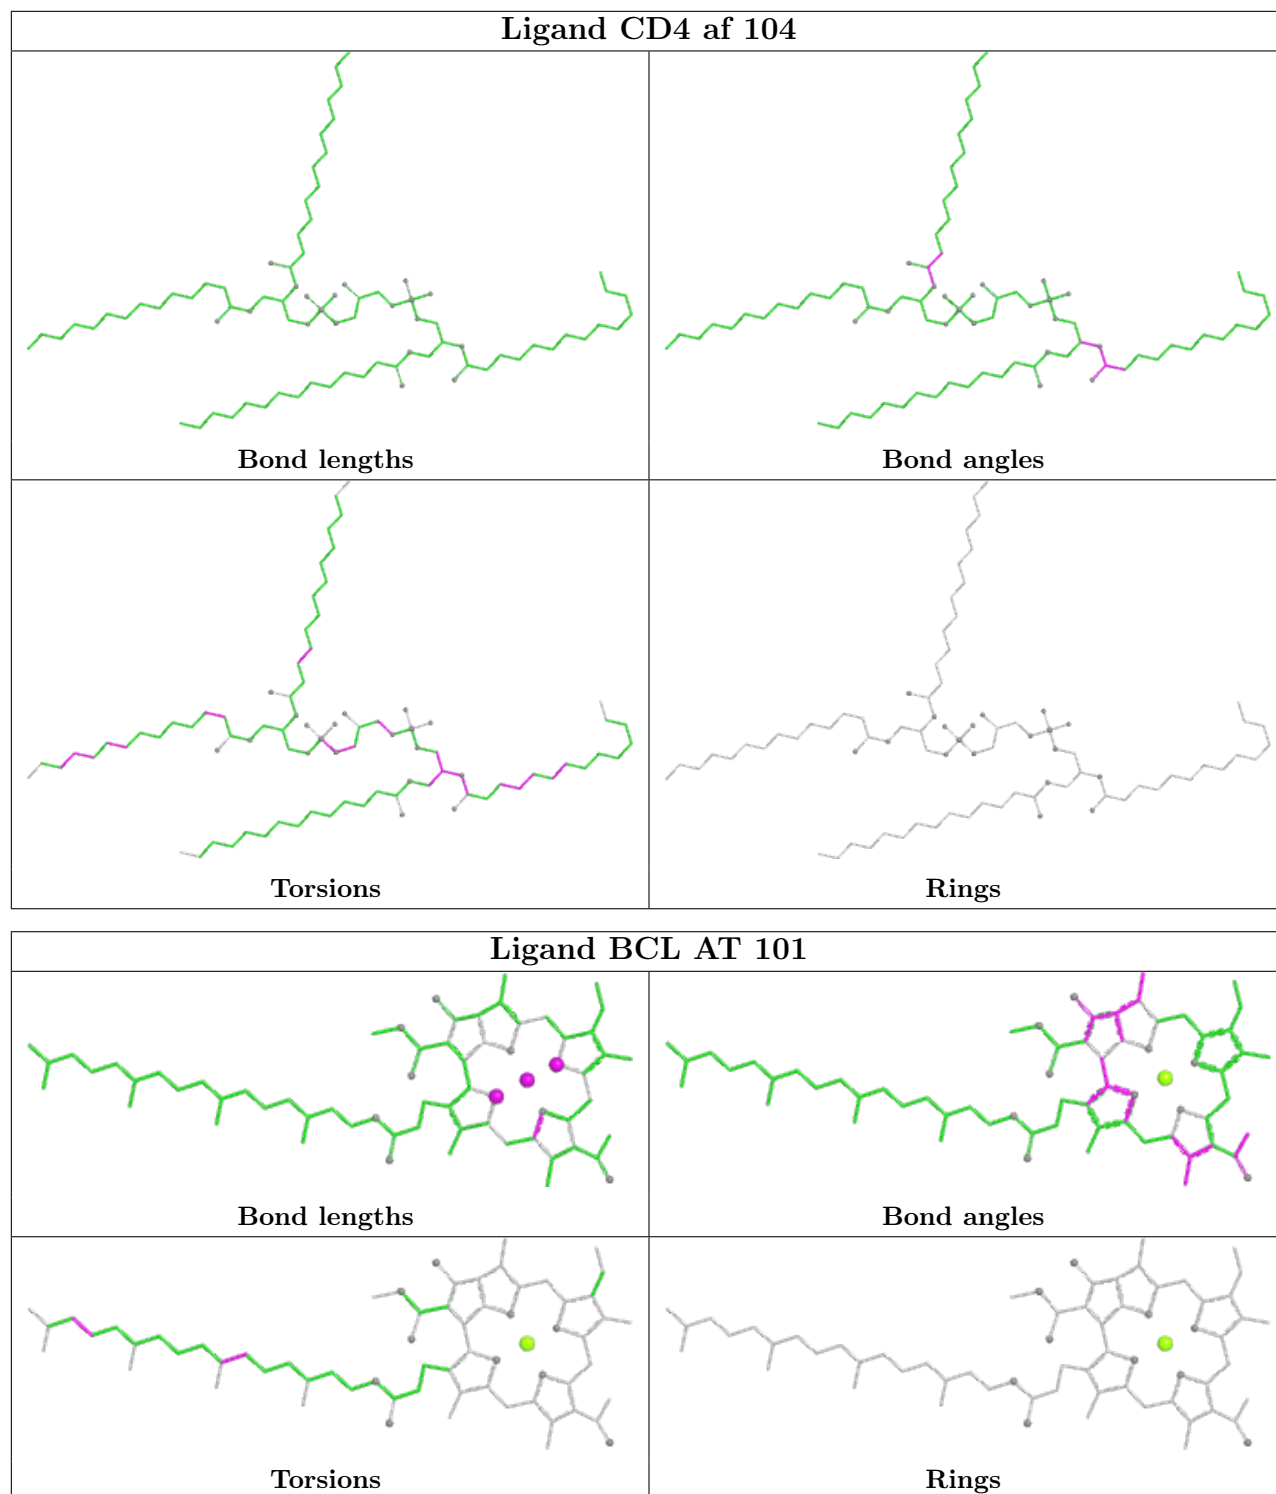 Ligand CD4 af 104
Bond lengths
Bond angles
Torsions
Rings
Ligand BCL AT 101
Bond lengths
Bond angles
Torsions
Rings